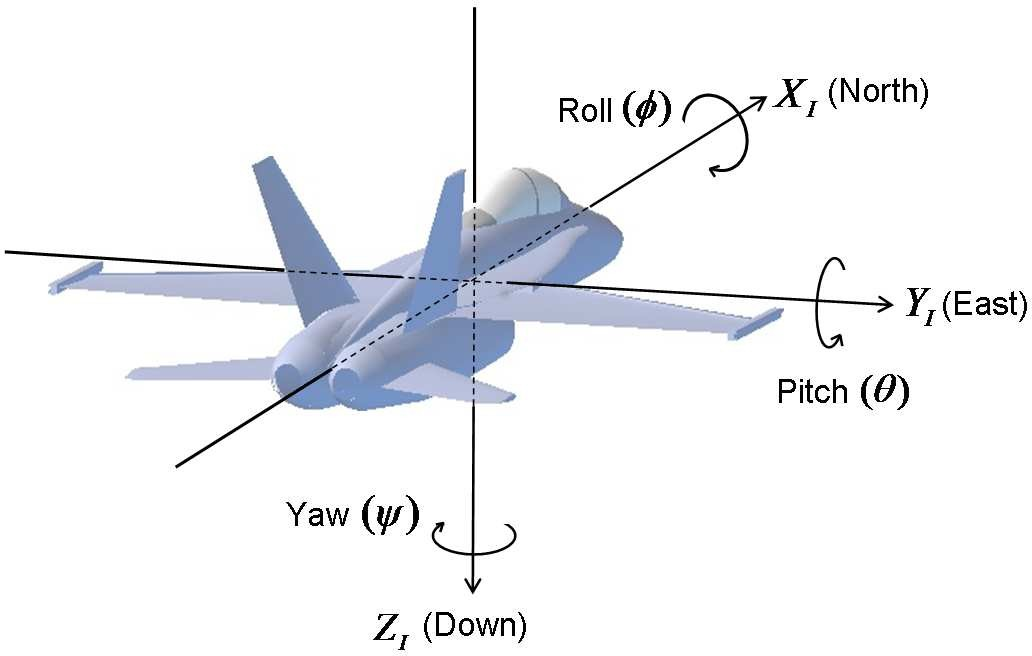 Roll (ϕ)
X_I (North)
Y_I (East)
Pitch (θ)
Yaw (ψ)
Z_I (Down)